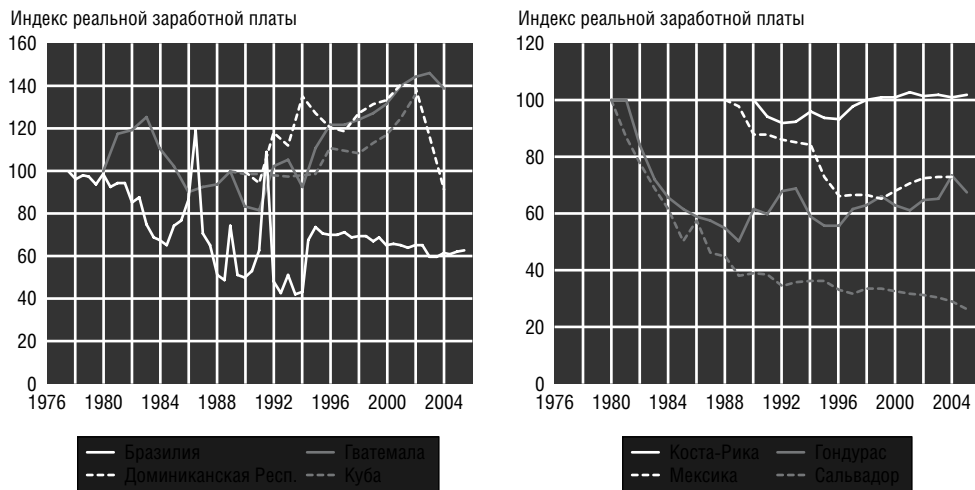 Индекс реальной заработной платы
160
140
120
100
80
60
40
20
0
1976 1980 1984 1988 1992 1996 2000 2004
Бразилия Гватемала
Доминиканская Респ. Куба
Индекс реальной заработной платы
120
100
80
60
40
20
0
1976 1980 1984 1988 1992 1996 2000 2004
Коста-Рика Гондурас
Мексика Сальвадор